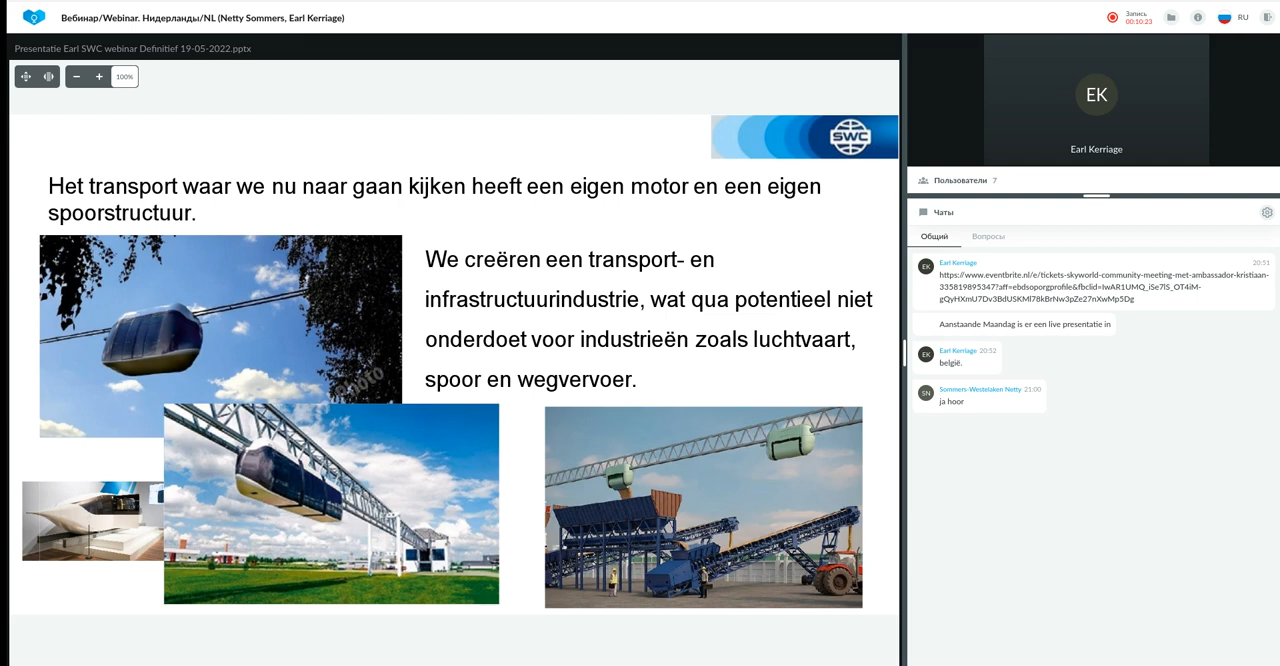 Вебинар/Webinar. Нидерланды/NL (Netty Sommers, Earl Kerriage)
Запись
00:10:23
RU
Presentatie Earl SWC webinar Definitief 19-05-2022.pptx
100%
SWC
Het transport waar we nu naar gaan kijken heeft een eigen motor en een eigen
spoorstructuur.
We creëren een transport- en
infrastructuurindustrie, wat qua potentieel niet
onderdoet voor industrieën zoals luchtvaart,
spoor en wegvervoer.
Photo
EK
Earl Kerriage
Пользователи 7
Чаты
Общий
Вопросы
EK
Earl Kerriage 20:51
https://www.eventbrite.nl/e/tickets-skyworld-community-meeting-met-ambassador-kristiaan-
335819895347?aff=ebdsoporgprofile&fbclid=IwAR1UMQ_iSe7lS_OT4iM-
gQyHXmU7Dv3BdUSKMl78kBrNw3pZe27nXwMp5Dg
Aanstaande Maandag is er een live presentatie in
EK
Earl Kerriage 20:52
belgië.
SN
Sommers-Westelaken Netty 21:00
ja hoor